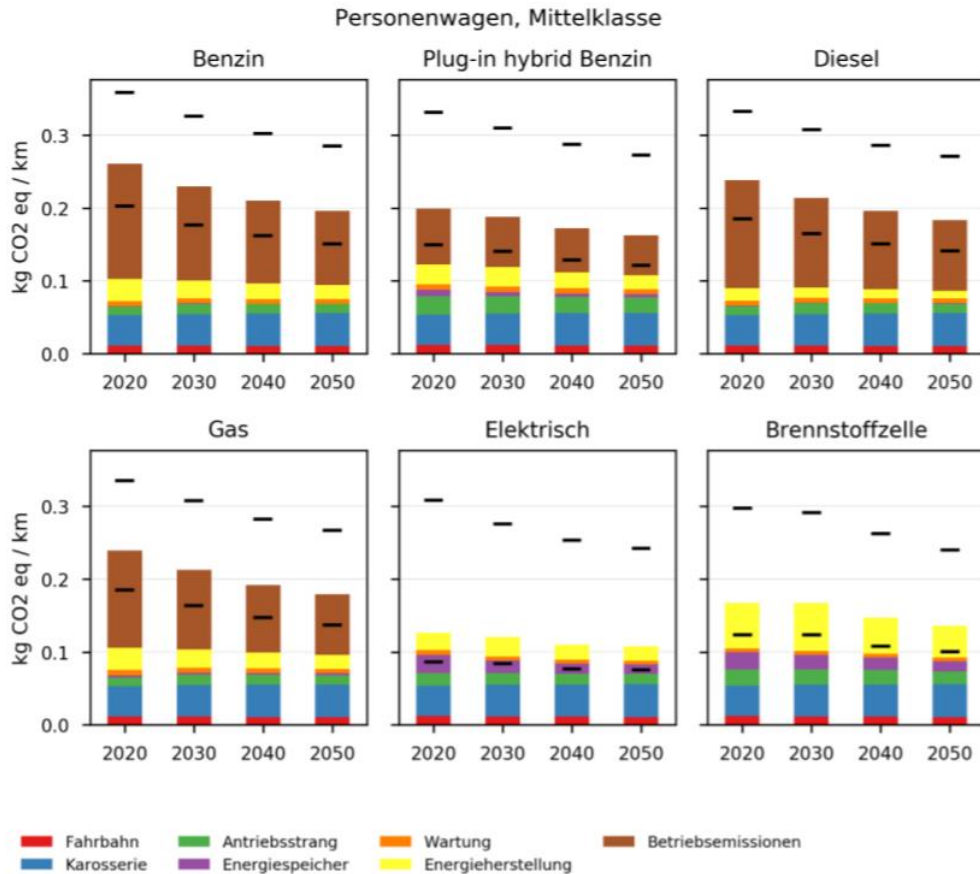 Personenwagen, Mittelklasse
Benzin
Plug-in hybrid Benzin
Diesel
kg CO2 eq / km
0.3
0.2
0.1
0.0
2020 2030 2040 2050
2020 2030 2040 2050
2020 2030 2040 2050
Gas
Elektrisch
Brennstoffzelle
kg CO2 eq / km
0.3
0.2
0.1
0.0
2020 2030 2040 2050
2020 2030 2040 2050
2020 2030 2040 2050
Fahrbahn
Karosserie
Antriebsstrang
Energiespeicher
Wartung
Energieherstellung
Betriebsemissionen